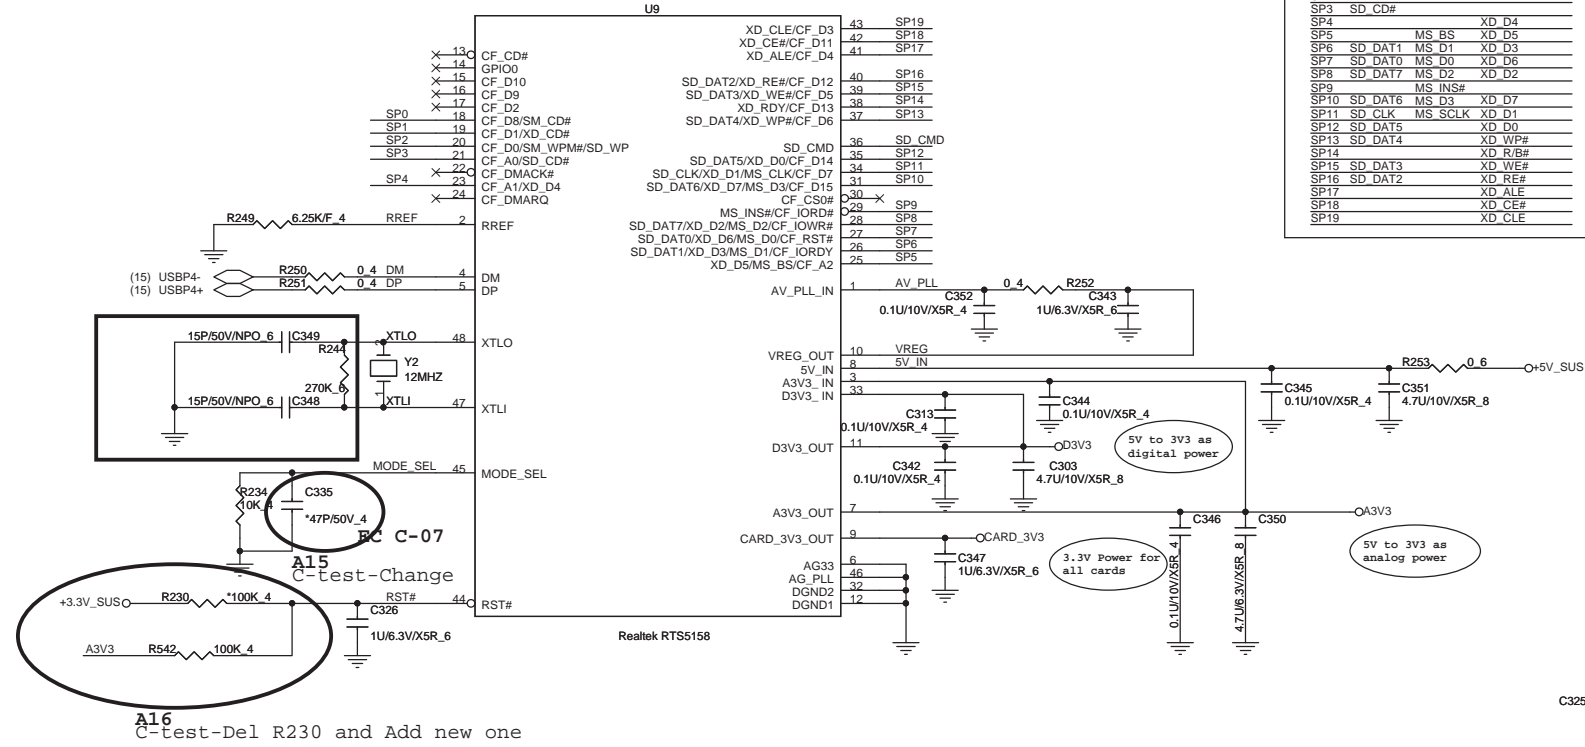 U9
43 SP19
XD_CLE/CF_D3
42 SP18
XD_CE#/CF_D11
41 SP17
XD_ALE/CF_D4
40 SP16
SD_DAT2/XD_RE#/CF_D12
39 SP15
SD_DAT3/XD_WE#/CF_D5
38 SP14
XD_RDY/CF_D13
37 SP13
SD_DAT4/XD_WP#/CF_D6
36 SD_CMD
SD_CMD
35 SP12
SD_DAT5/XD_D0/CF_D14
34 SP11
SD_CLK/XD_D1/MS_CLK/CF_D7
31 SP10
SD_DAT6/XD_D7/MS_D3/CF_D15
30
CF_CS0#
29 SP9
MS_INS#/CF_IORD#
28 SP8
SD_DAT7/XD_D2/MS_D2/CF_IOWR#
27 SP7
SD_DAT0/XD_D6/MS_D0/CF_RST#
26 SP6
SD_DAT1/XD_D3/MS_D1/CF_IORDY
25 SP5
XD_D5/MS_BS/CF_A2
13 CF_CD#
14 GPIO0
15 CF_D10
16 CF_D9
17 CF_D2
SP0 18 CF_D8/SM_CD#
SP1 19 CF_D1/XD_CD#
SP2 20 CF_D0/SM_WPM#/SD_WP
SP3 21 CF_A0/SD_CD#
22 CF_DMACK#
SP4 23 CF_A1/XD_D4
24 CF_DMARQ
R249 6.25K/F_4 RREF 2 RREF
(15) USBP4- R250 0_4 DM 4 DM
(15) USBP4+ R251 0_4 DP 5 DP
15P/50V/NPO_6 C349 XTLO 48 XTLO
R244
270K_6
2
Y2
12MHZ
1
15P/50V/NPO_6 C348 XTLI 47 XTLI
MODE_SEL 45 MODE_SEL
R234
10K_4
C335
*47P/50V_4
EC C-07
A15
C-test-Change
+3.3V_SUS R230 *100K_4 RST# 44 RST#
C326
1U/6.3V/X5R_6
A3V3 R542 100K_4
A16
C-test-Del R230 and Add new one
AV_PLL_IN 1 AV_PLL 0_4 R252
C352
0.1U/10V/X5R_4
C343
1U/6.3V/X5R_6
VREG_OUT 10 VREG
5V_IN 8 5V_IN R253 0_6 +5V_SUS
A3V3_ IN 3
D3V3_ IN 33
C345
0.1U/10V/X5R_4
C351
4.7U/10V/X5R_8
C344
0.1U/10V/X5R_4
C313
0.1U/10V/X5R_4
D3V3_OUT 11 D3V3
5V to 3V3 as
digital power
C342
0.1U/10V/X5R_4
C303
4.7U/10V/X5R_8
A3V3_OUT 7 A3V3
C346
0.1U/10V/X5R_4
C350
4.7U/6.3V/X5R_8
5V to 3V3 as
analog power
CARD_3V3_OUT 9 CARD_3V3
C347
1U/6.3V/X5R_6
3.3V Power for
all cards
AG33 6
AG_PLL 46
DGND2 32
DGND1 12
Realtek RTS5158
C325
SP3 SD_CD#
SP4 XD_D4
SP5 MS_BS XD_D5
SP6 SD_DAT1 MS_D1 XD_D3
SP7 SD_DAT0 MS_D0 XD_D6
SP8 SD_DAT7 MS_D2 XD_D2
SP9 MS_INS#
SP10 SD_DAT6 MS_D3 XD_D7
SP11 SD_CLK MS_SCLK XD_D1
SP12 SD_DAT5 XD_D0
SP13 SD_DAT4 XD_WP#
SP14 XD_R/B#
SP15 SD_DAT3 XD_WE#
SP16 SD_DAT2 XD_RE#
SP17 XD_ALE
SP18 XD_CE#
SP19 XD_CLE